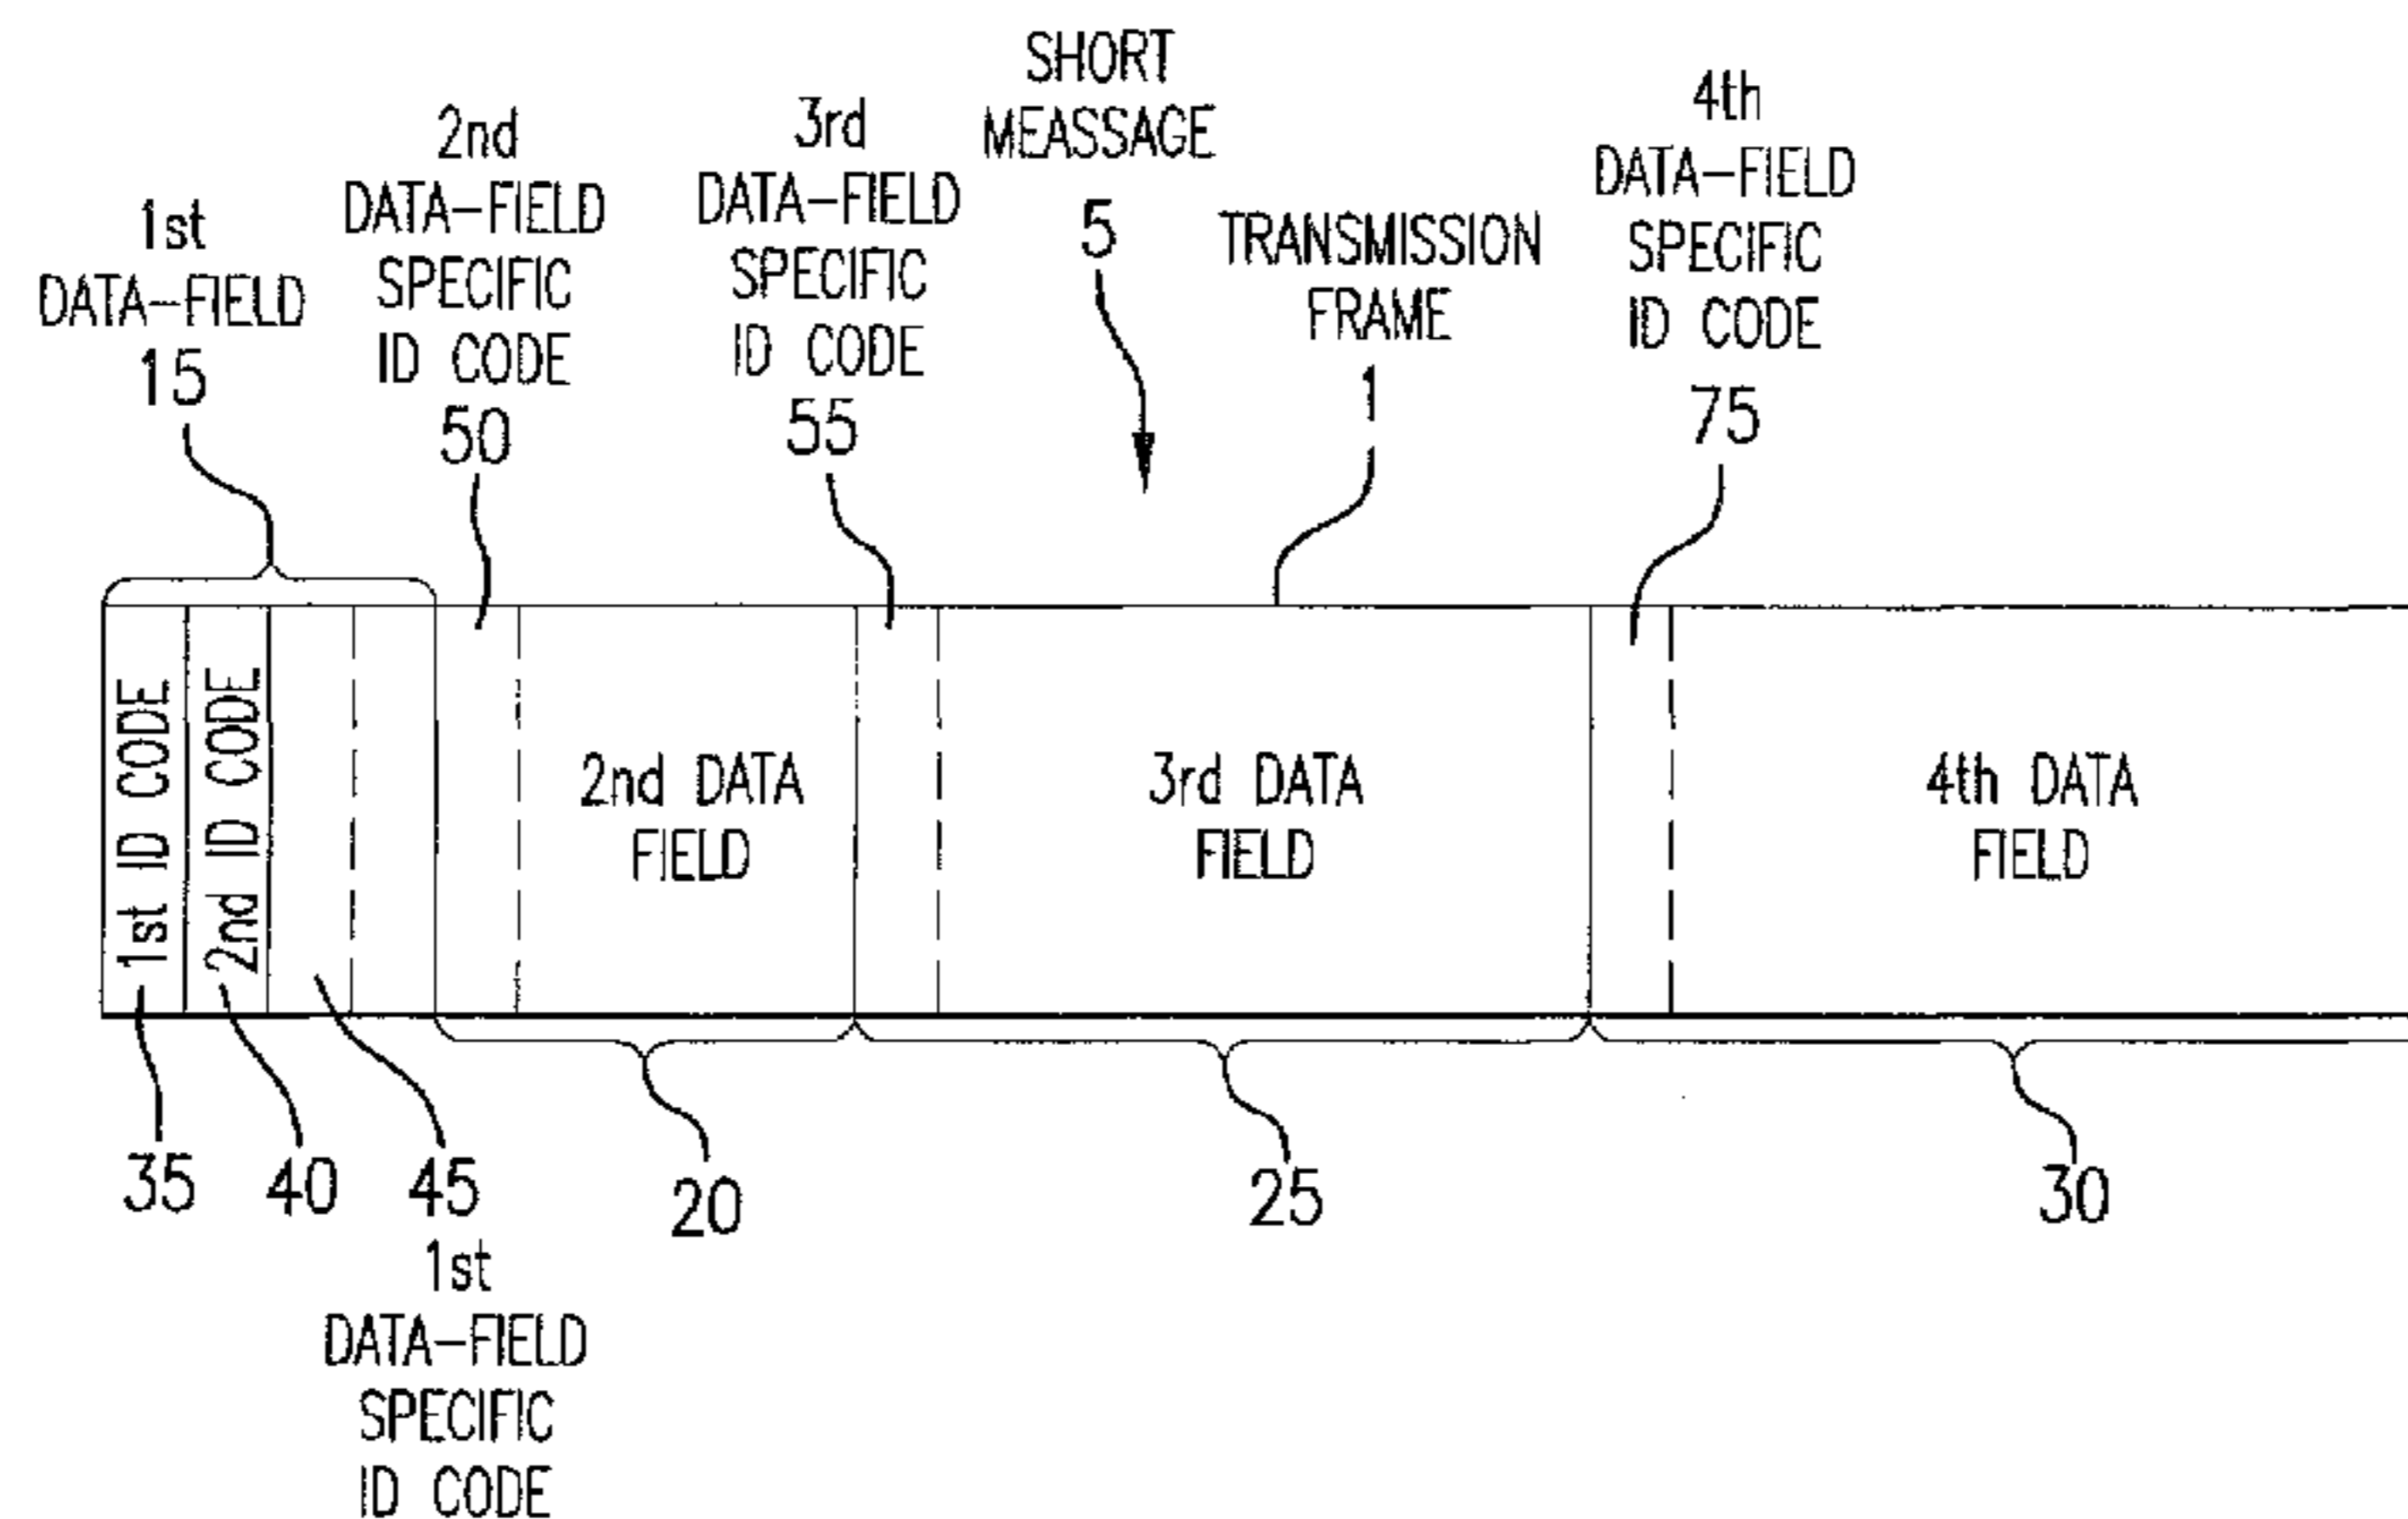 1st
DATA-FIELD
15
2nd
DATA-FIELD
SPECIFIC
ID CODE
50
3rd
DATA-FIELD
SPECIFIC
ID CODE
55
SHORT
MEASSAGE
5
TRANSMISSION
FRAME
1
4th
DATA-FIELD
SPECIFIC
ID CODE
75
1st ID CODE
2nd ID CODE
2nd DATA
FIELD
3rd DATA
FIELD
4th DATA
FIELD
35
40
45
1st
DATA-FIELD
SPECIFIC
ID CODE
20
25
30